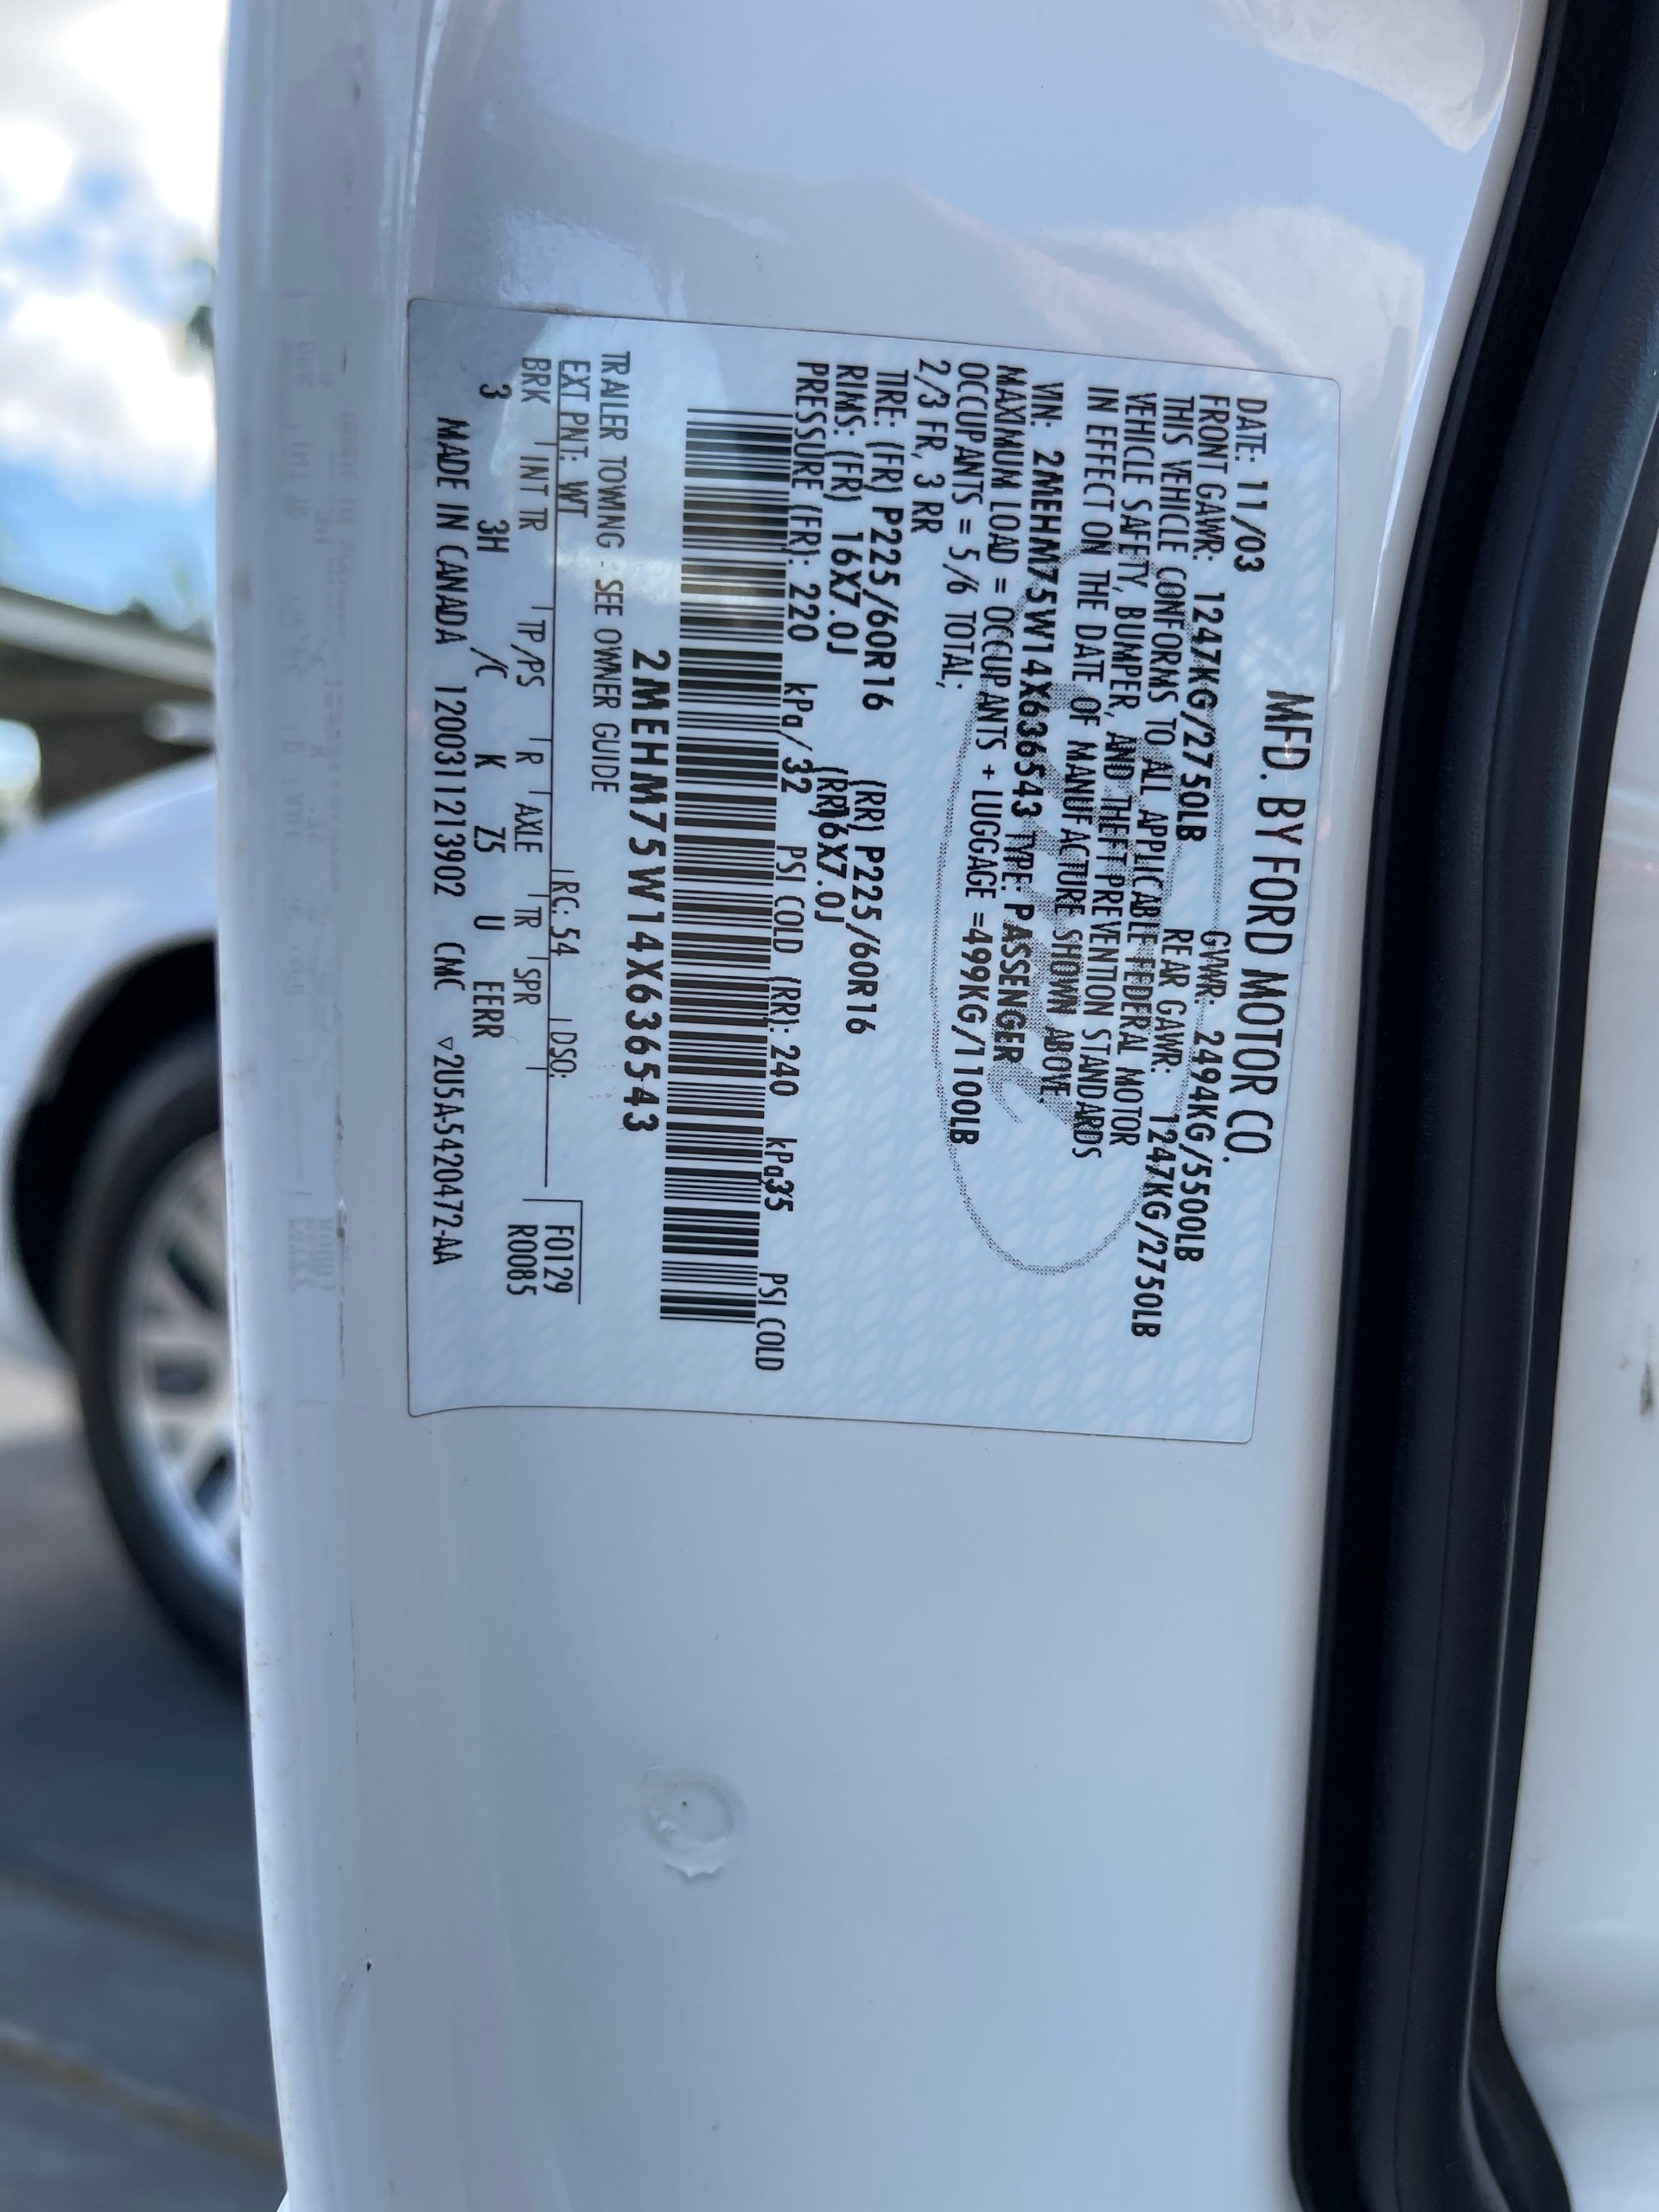 MFD. BY FORD MOTOR CO.
DATE: 11/03 GVWR: 2494KG/5500LB
FRONT GAWR: 1247KG/2750LB REAR GAWR: 1247KG/2750LB
THIS VEHICLE CONFORMS TO ALL APPLICABLE FEDERAL MOTOR
VEHICLE SAFETY, BUMPER, AND THEFT PREVENTION STANDARDS
IN EFFECT ON THE DATE OF MANUFACTURE SHOWN ABOVE
VIN: 2MEHM75W14X636543 TYPE: PASSENGER
MAXIMUM LOAD = OCCUPANTS + LUGGAGE =499KG/1100LB
OCCUPANTS = 5/6 TOTAL;
2/3 FR, 3 RR
TIRE: (FR) P225/60R16 (RR) P225/60R16
RIMS: (FR) 16X7.0J (RR)16X7.0J
PRESSURE (FR): 220 kPa/ 32 PSI COLD (RR): 240 kPa/35 PSI COLD
2MEHM75W14X636543
TRAILER TOWING - SEE OWNER GUIDE
EXT PNT: WT RC: 54 DSO: F0129
BRK INT TR TP/PS R AXLE TR SPR R0085
3 3H /C K Z5 U EERR
MADE IN CANADA 1200311213902 CMC ▽2U5A-5420472-AA